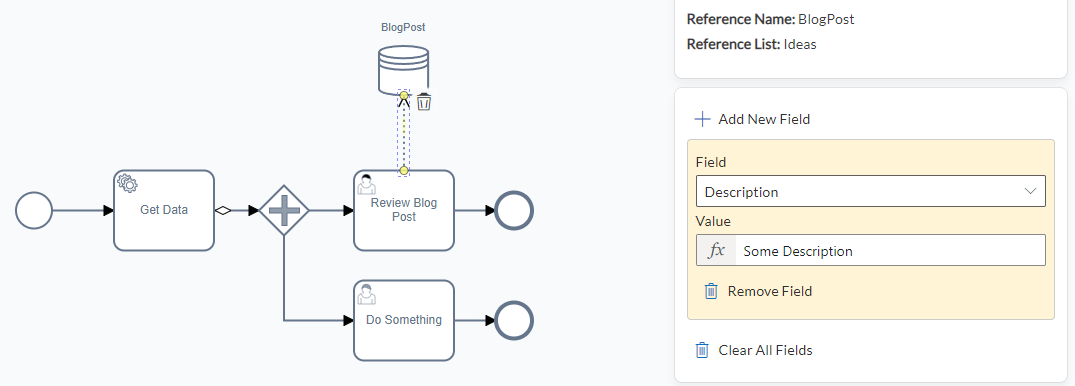 BlogPost
Get Data
Review Blog
Post
Do Something
Reference Name: BlogPost
Reference List: Ideas
Add New Field
Field
Description
Value
fx Some Description
Remove Field
Clear All Fields